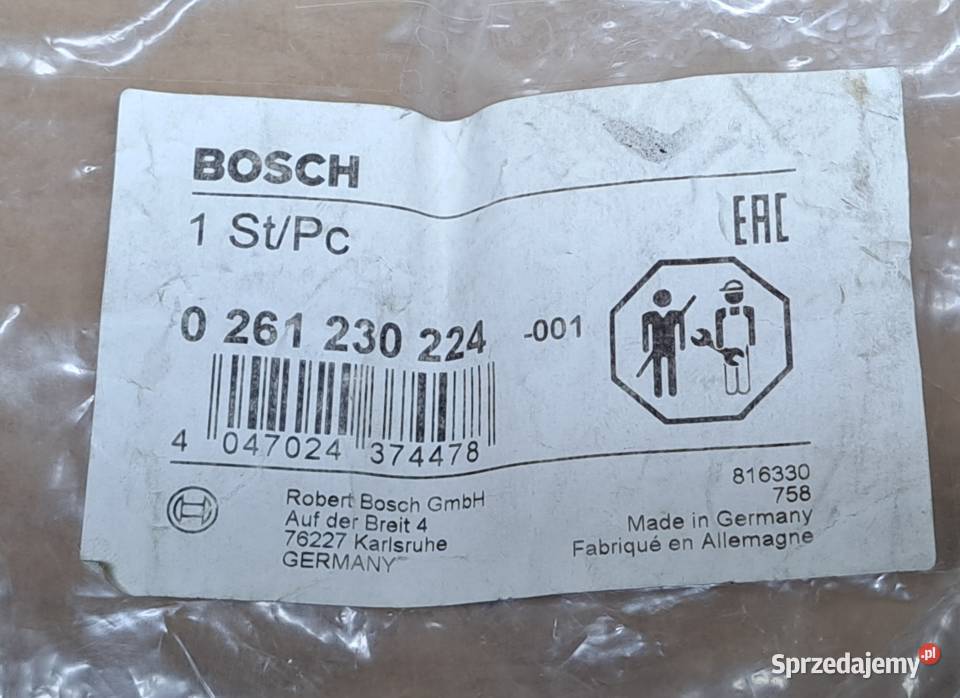 BOSCH
1 St/Pc
EAC
0 261 230 224 -001
4 047024 374478
816330
758
Robert Bosch GmbH
Auf der Breit 4
76227 Karlsruhe
GERMANY
Made in Germany
Fabriqué en Allemagne
Sprzedajemy.pl